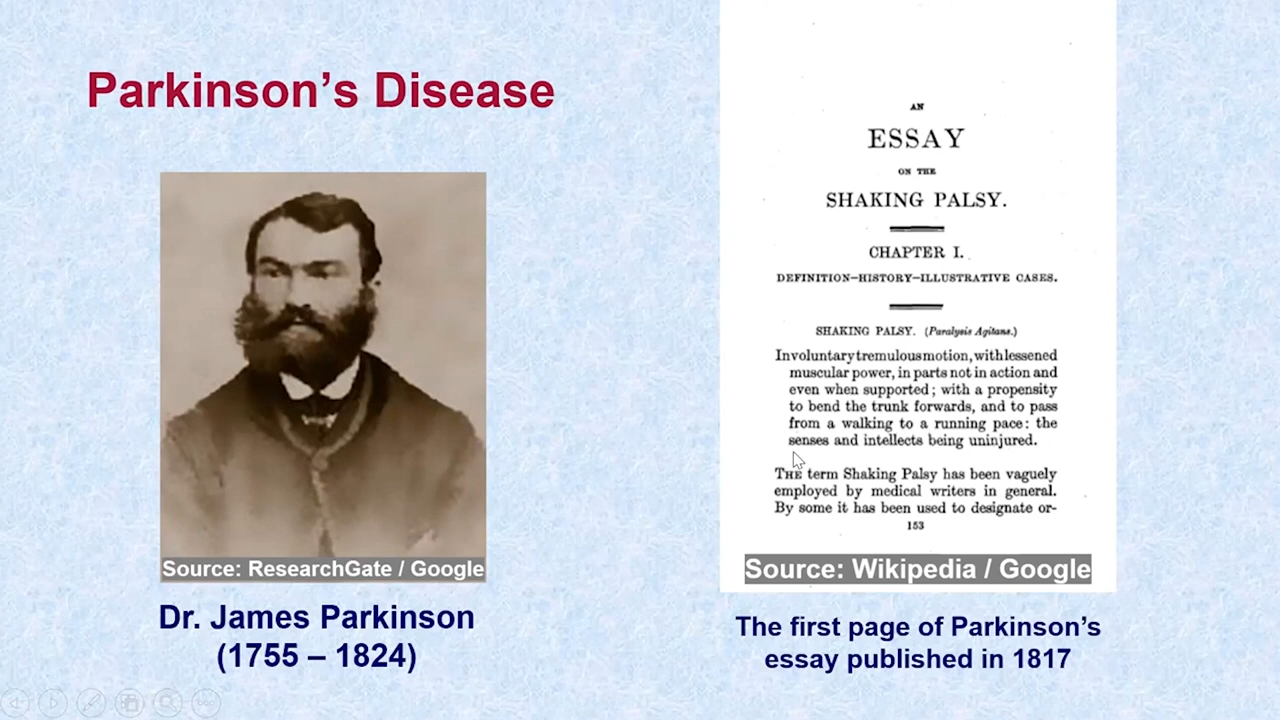 Parkinson’s Disease
Source: ResearchGate / Google
Dr. James Parkinson
(1755 – 1824)
AN
ESSAY
ON THE
SHAKING PALSY.
CHAPTER I.
DEFINITION—HISTORY—ILLUSTRATIVE CASES.
SHAKING PALSY. (Paralysis Agitans.)
Involuntary tremulous motion, with lessened
muscular power, in parts not in action and
even when supported; with a propensity
to bend the trunk forwards, and to pass
from a walking to a running pace: the
senses and intellects being uninjured.
THE term Shaking Palsy has been vaguely
employed by medical writers in general.
By some it has been used to designate or-
153
Source: Wikipedia / Google
The first page of Parkinson’s
essay published in 1817